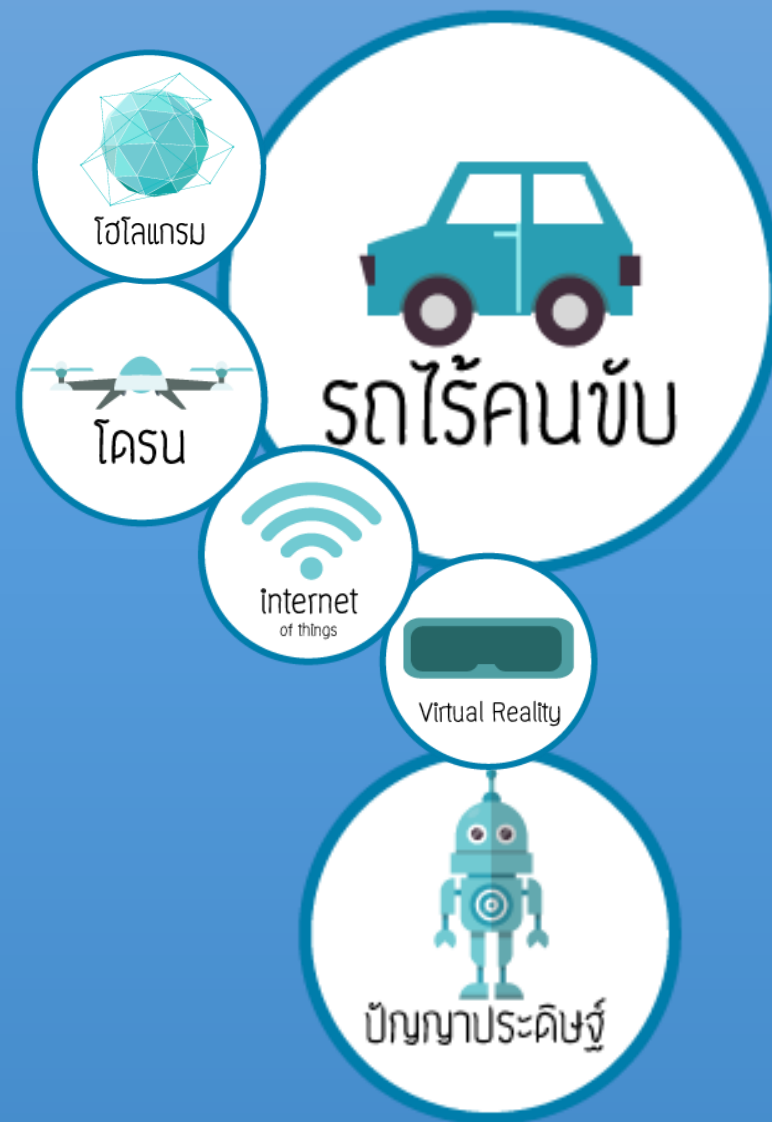 โฮโลแกรม
รถไร้คนขับ
โดรน
internet
of things
Virtual Reality
ปัญญาประดิษฐ์